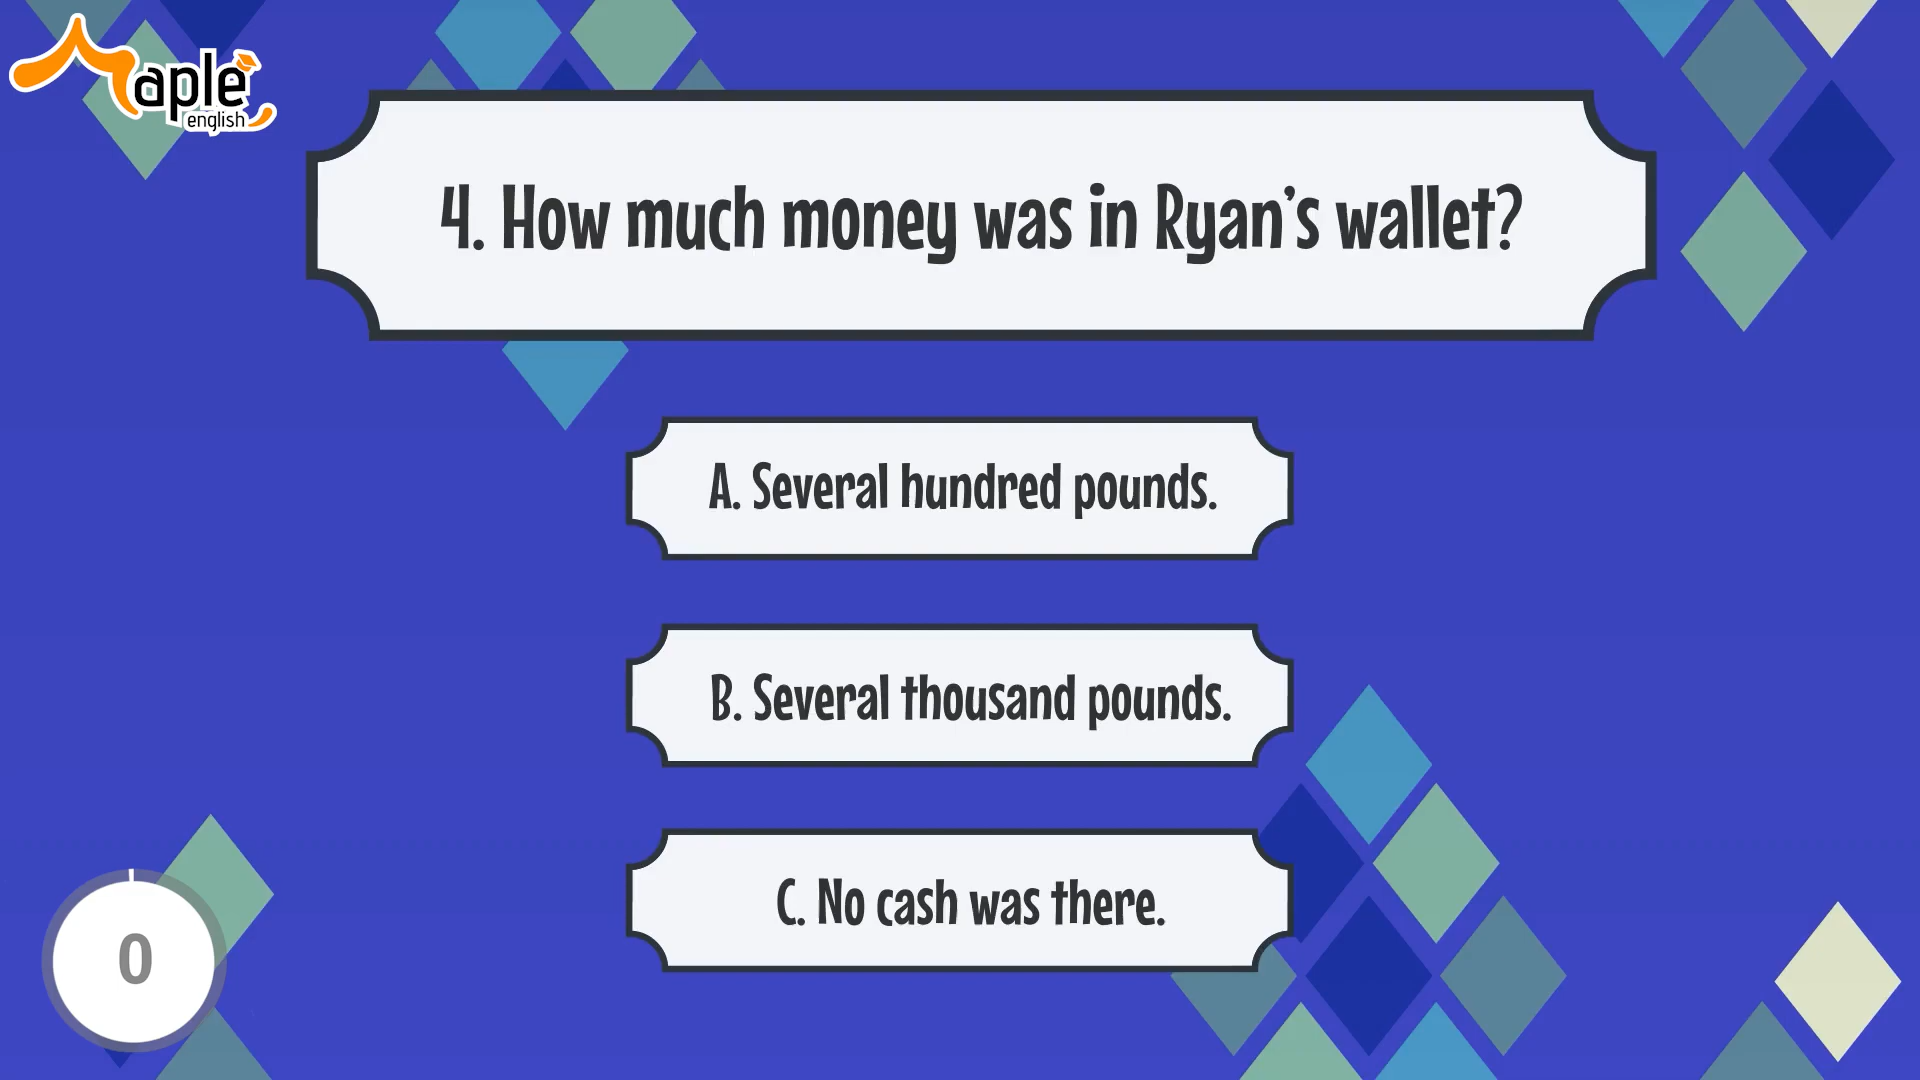 Maple
english
4. How much money was in Ryan's wallet?
A. Several hundred pounds.
B. Several thousand pounds.
C. No cash was there.
0